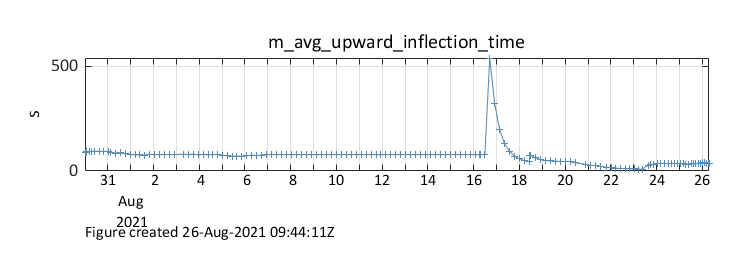 m_avg_upward_inflection_time
500
s
0
31 2 4 6 8 10 12 14 16 18 20 22 24 26
Aug
2021
Figure created 26-Aug-2021 09:44:11Z